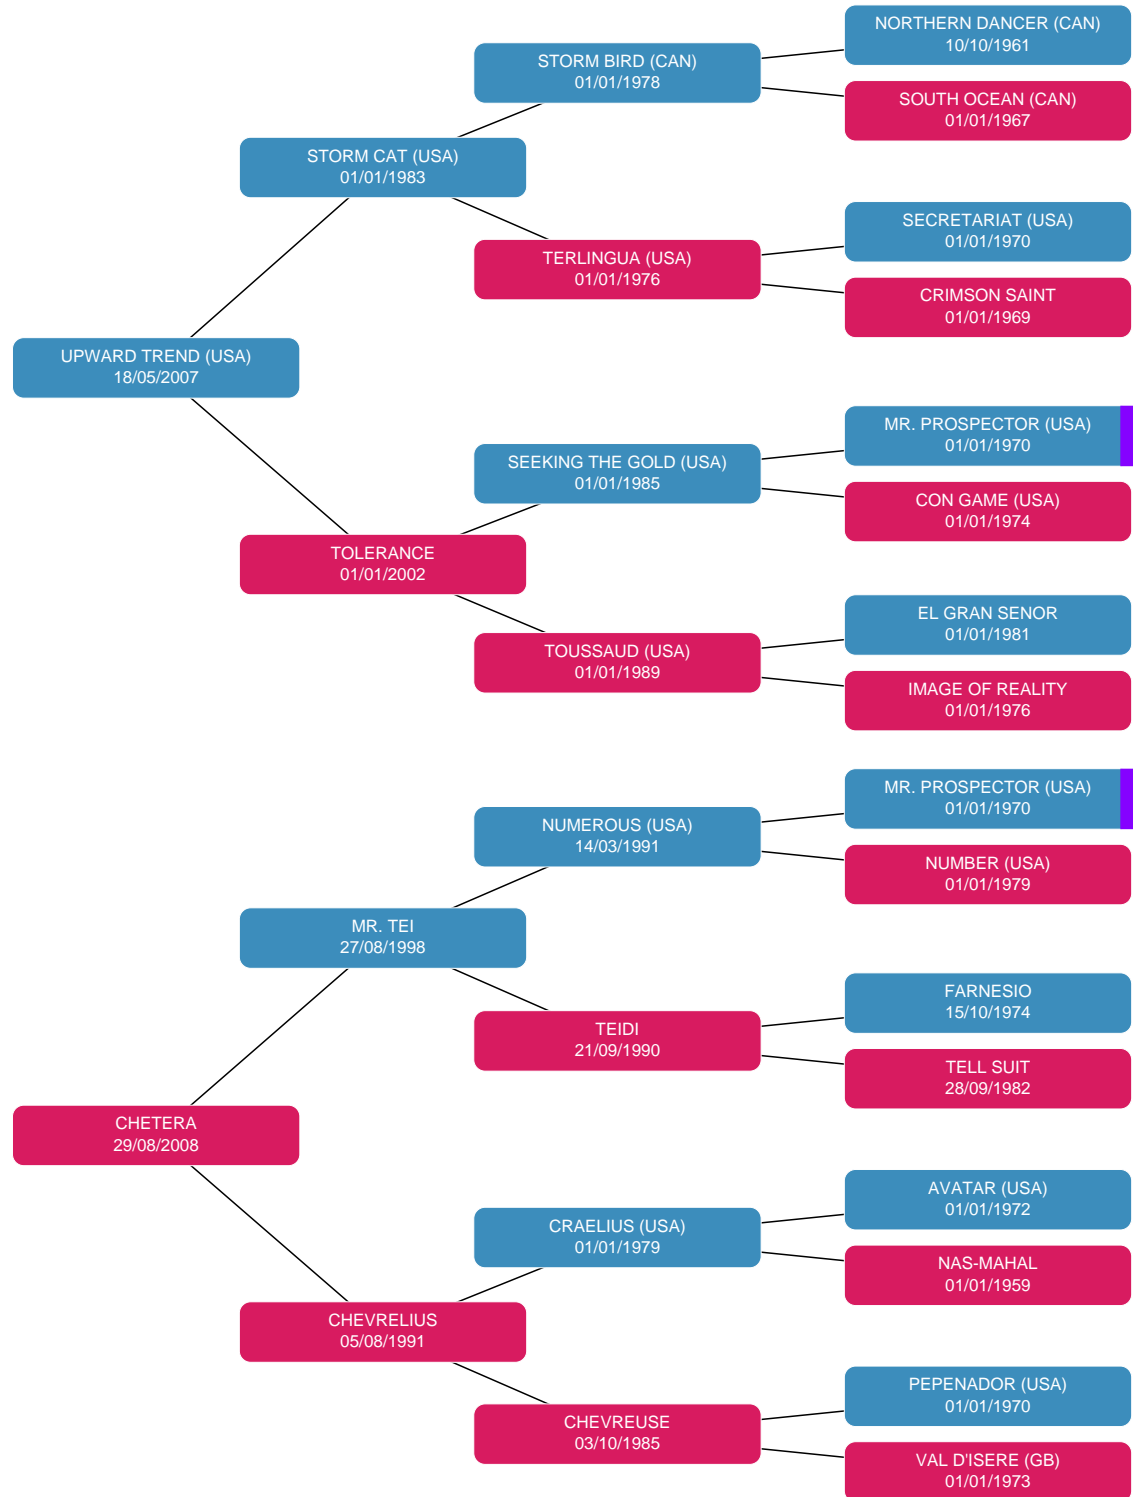 NORTHERN DANCER (CAN)
10/10/1961
STORM BIRD (CAN)
01/01/1978
SOUTH OCEAN (CAN)
01/01/1967
STORM CAT (USA)
01/01/1983
SECRETARIAT (USA)
01/01/1970
TERLINGUA (USA)
01/01/1976
CRIMSON SAINT
01/01/1969
UPWARD TREND (USA)
18/05/2007
MR. PROSPECTOR (USA)
01/01/1970
SEEKING THE GOLD (USA)
01/01/1985
CON GAME (USA)
01/01/1974
TOLERANCE
01/01/2002
EL GRAN SENOR
01/01/1981
TOUSSAUD (USA)
01/01/1989
IMAGE OF REALITY
01/01/1976
MR. PROSPECTOR (USA)
01/01/1970
NUMEROUS (USA)
14/03/1991
NUMBER (USA)
01/01/1979
MR. TEI
27/08/1998
FARNESIO
15/10/1974
TEIDI
21/09/1990
TELL SUIT
28/09/1982
CHETERA
29/08/2008
AVATAR (USA)
01/01/1972
CRAELIUS (USA)
01/01/1979
NAS-MAHAL
01/01/1959
CHEVRELIUS
05/08/1991
PEPENADOR (USA)
01/01/1970
CHEVREUSE
03/10/1985
VAL D'ISERE (GB)
01/01/1973